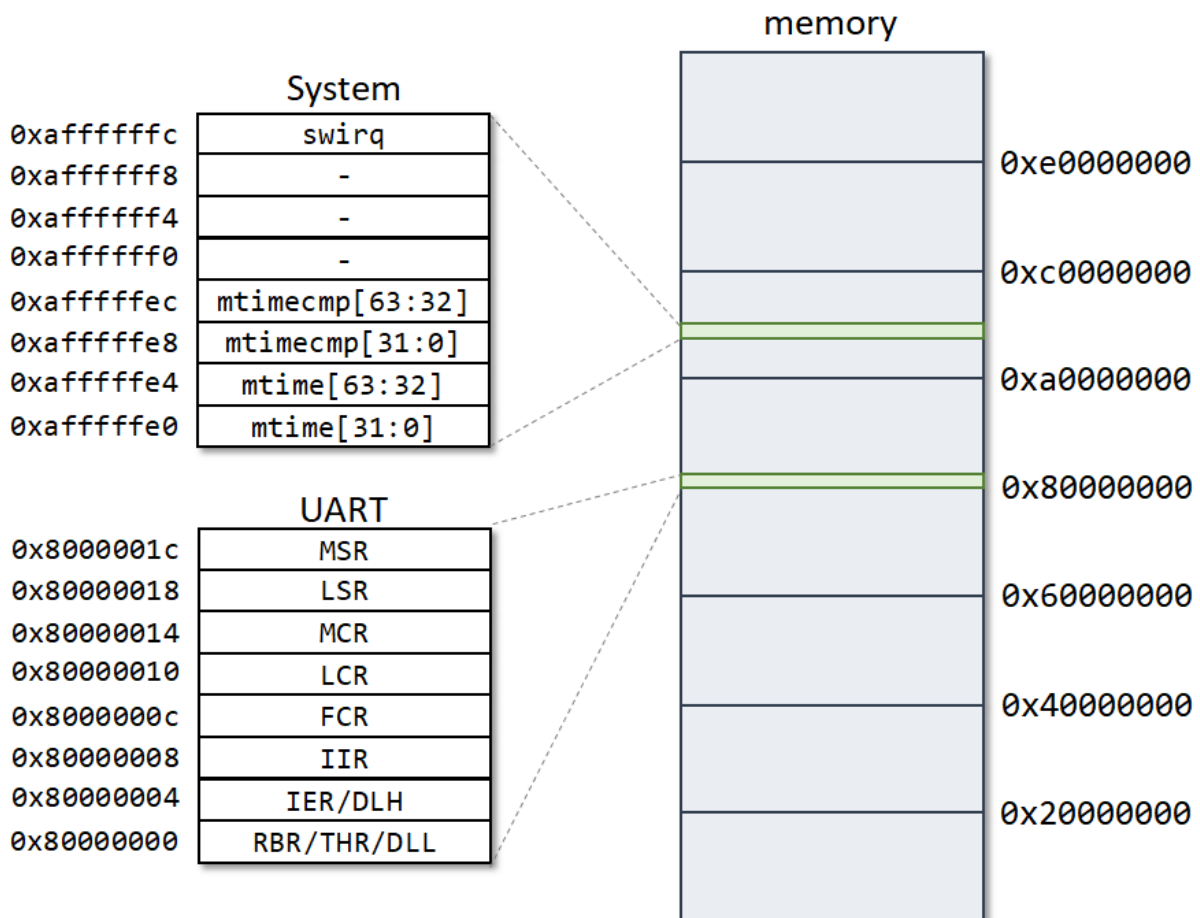 memory
System
0xaffffffc swirq
0xaffffff8 -
0xaffffff4 -
0xaffffff0 -
0xafffffec mtimecmp[63:32]
0xafffffe8 mtimecmp[31:0]
0xafffffe4 mtime[63:32]
0xafffffe0 mtime[31:0]
UART
0x8000001c MSR
0x80000018 LSR
0x80000014 MCR
0x80000010 LCR
0x8000000c FCR
0x80000008 IIR
0x80000004 IER/DLH
0x80000000 RBR/THR/DLL
0xe0000000
0xc0000000
0xa0000000
0x80000000
0x60000000
0x40000000
0x20000000